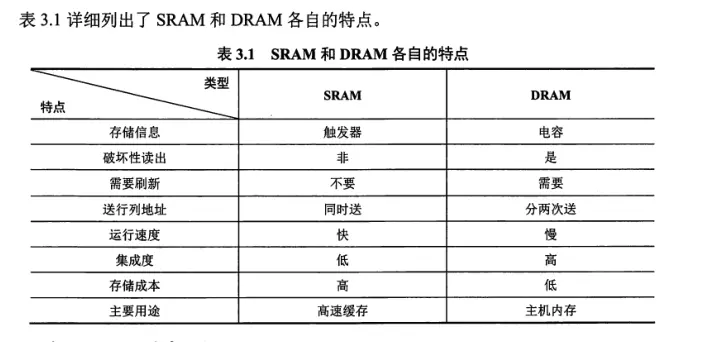 表 3.1 详细列出了 SRAM 和 DRAM 各自的特点。
表 3.1 SRAM 和 DRAM 各自的特点
类型
特点 SRAM DRAM
存储信息 触发器 电容
破坏性读出 非 是
需要刷新 不要 需要
送行列地址 同时送 分两次送
运行速度 快 慢
集成度 低 高
存储成本 高 低
主要用途 高速缓存 主机内存